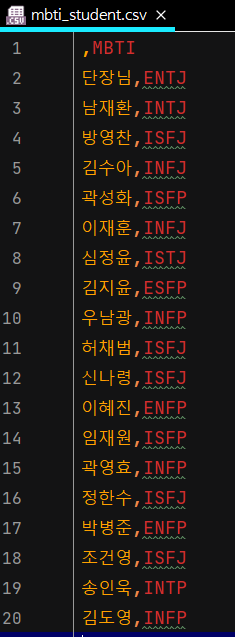 CSV mbti_student.csv ×
1 ,MBTI
2 단장님,ENTJ
3 남재환,INTJ
4 방영찬,ISFJ
5 김수아,INFJ
6 곽성화,ISFP
7 이재훈,INFJ
8 심정윤,ISTJ
9 김지윤,ESFP
10 우남광,INFP
11 허채범,ISFJ
12 신나령,ISFJ
13 이혜진,ENFP
14 임재원,ISFP
15 곽영효,INFP
16 정한수,ISFJ
17 박병준,ENFP
18 조건영,ISFJ
19 송인욱,INTP
20 김도영,INFP